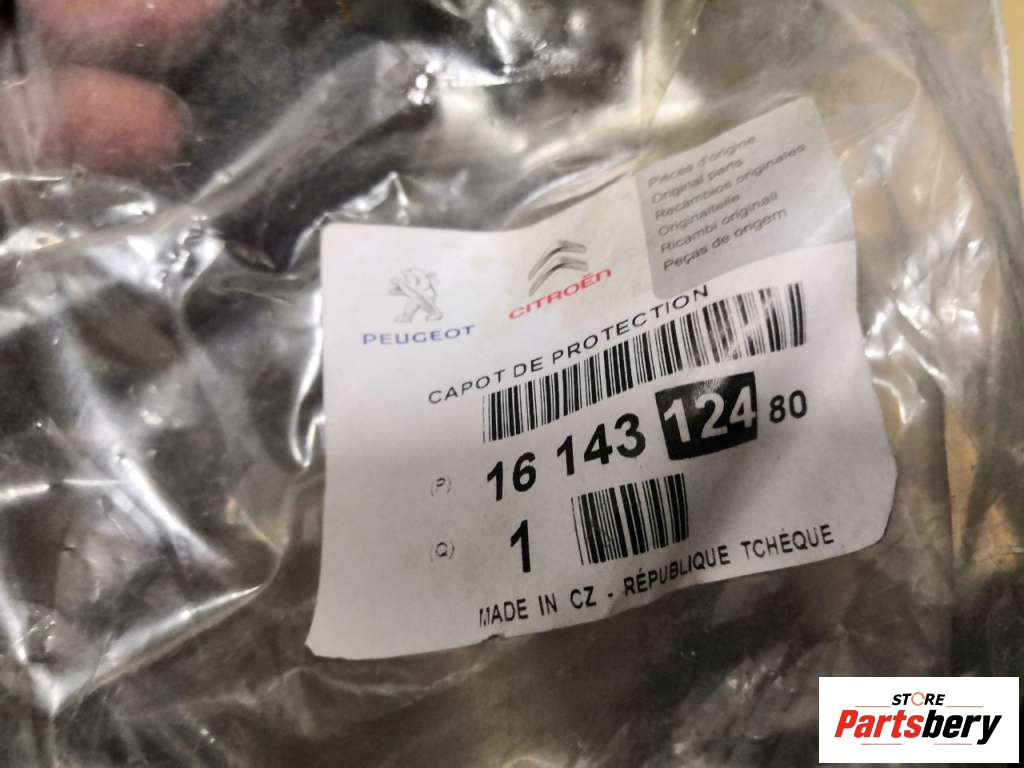 Pièces d'origine
Original parts
Recambios originales
Originalteile
Ricambi originali
Peças de origem
PEUGEOT
CITROËN
CAPOT DE PROTECTION
(P) 16 143 124 80
(Q) 1
MADE IN CZ - RÉPUBLIQUE TCHÈQUE
STORE
Partsbery